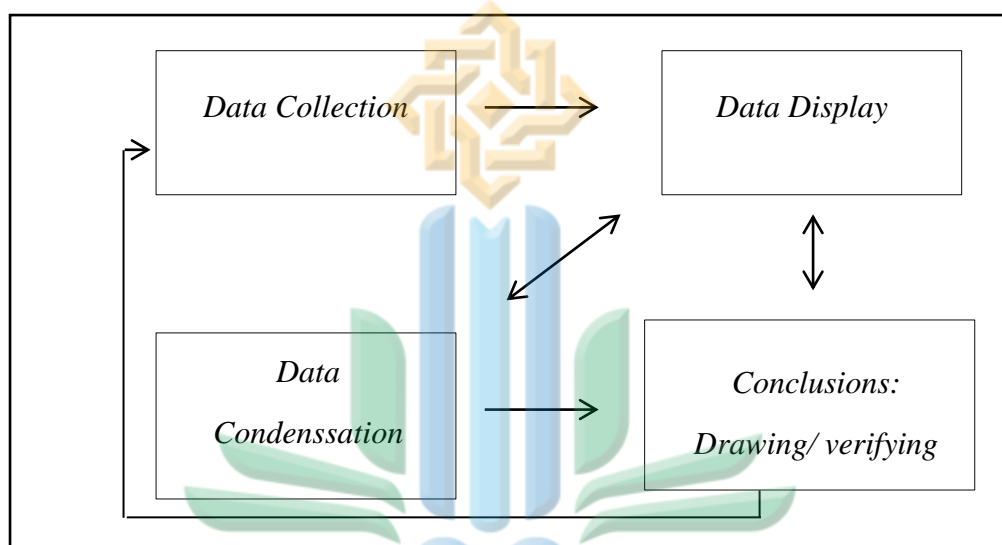 Data Collection
Data Display
Data
Condenssation
Conclusions:
Drawing/ verifying